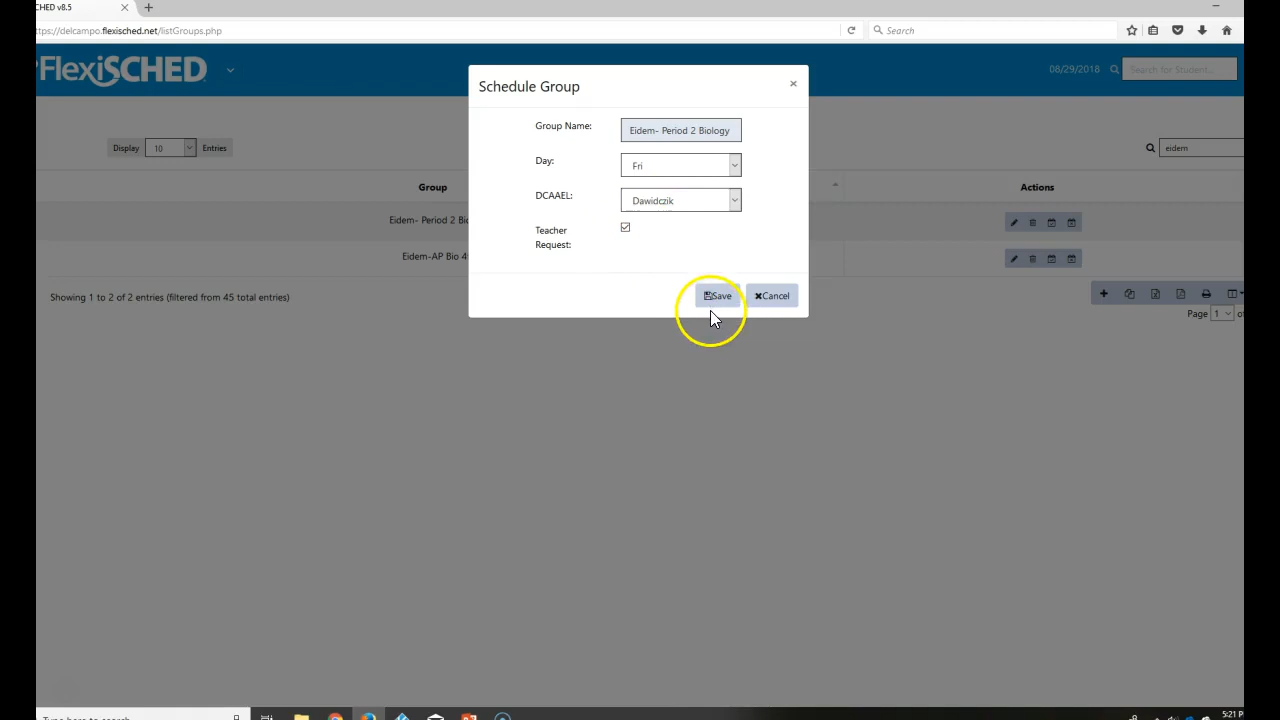 CHED v8.5
ttps://delcampo.flexisched.net/listGroups.php
Search
FlexiSCHED
08/29/2018
Search for Student...
Schedule Group
×
Group Name:
Eidem- Period 2 Biology
Display
10
Entries
eidem
Day:
Fri
Group
Actions
DCAAEL:
Dawidczik
Eidem- Period 2 Bio
Teacher
Request:
Eidem-AP Bio 4
Showing 1 to 2 of 2 entries (filtered from 45 total entries)
Save
Cancel
Page
1
of
Type here to search
5:21 P